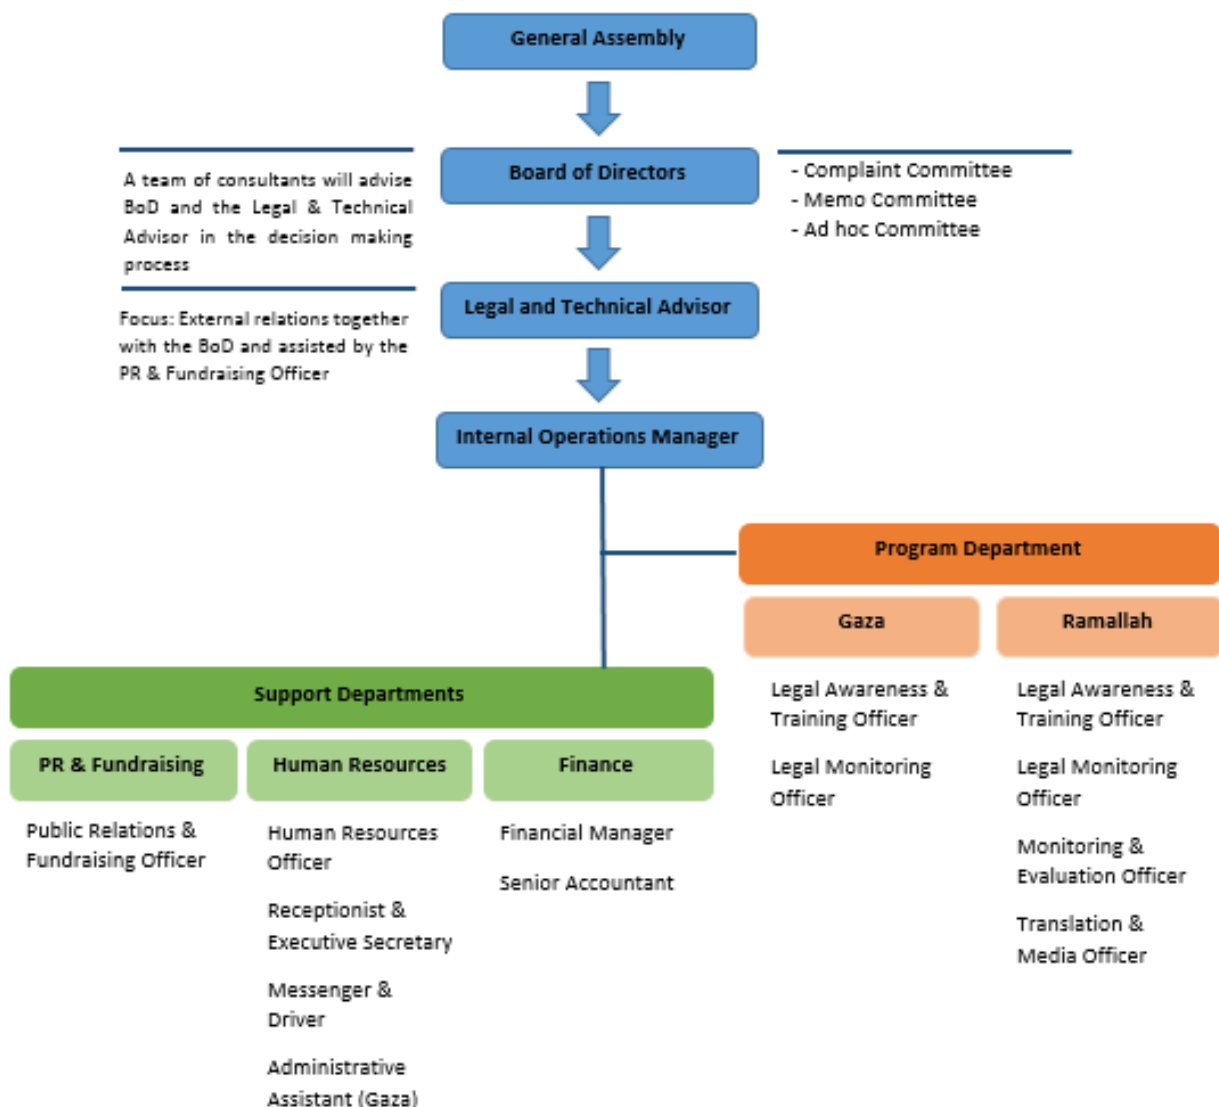 General Assembly
Board of Directors
A team of consultants will advise
BoD and the Legal & Technical
Advisor in the decision making
process
- Complaint Committee
- Memo Committee
- Ad hoc Committee
Legal and Technical Advisor
Focus: External relations together
with the BoD and assisted by the
PR & Fundraising Officer
Internal Operations Manager
Program Department
Gaza
Legal Awareness &
Training Officer
Legal Monitoring
Officer
Ramallah
Legal Awareness &
Training Officer
Legal Monitoring
Officer
Monitoring &
Evaluation Officer
Translation &
Media Officer
Support Departments
PR & Fundraising
Public Relations &
Fundraising Officer
Human Resources
Human Resources
Officer
Receptionist &
Executive Secretary
Messenger &
Driver
Administrative
Assistant (Gaza)
Finance
Financial Manager
Senior Accountant